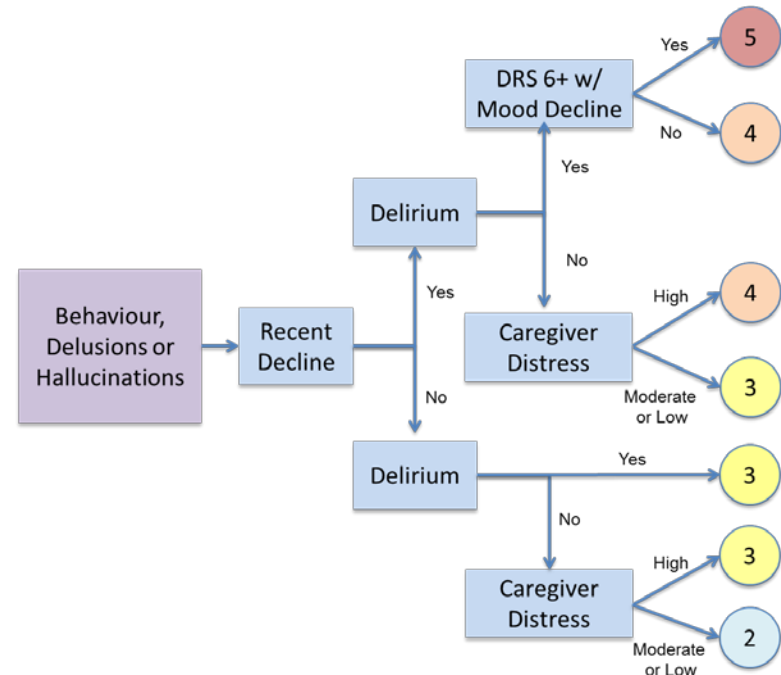 Behaviour,
Delusions or
Hallucinations
Recent
Decline
Yes
No
Delirium
Yes
No
DRS 6+ w/
Mood Decline
Yes
5
No
4
Caregiver
Distress
High
4
Moderate
or Low
3
Delirium
Yes
3
No
Caregiver
Distress
High
3
Moderate
or Low
2